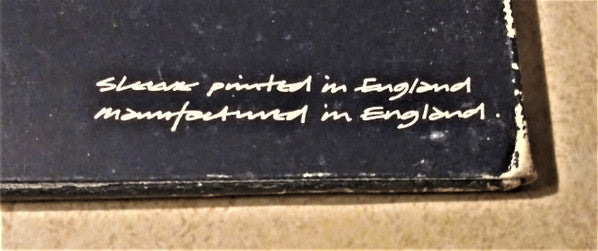 Sleeve printed in England
Manufactured in England.